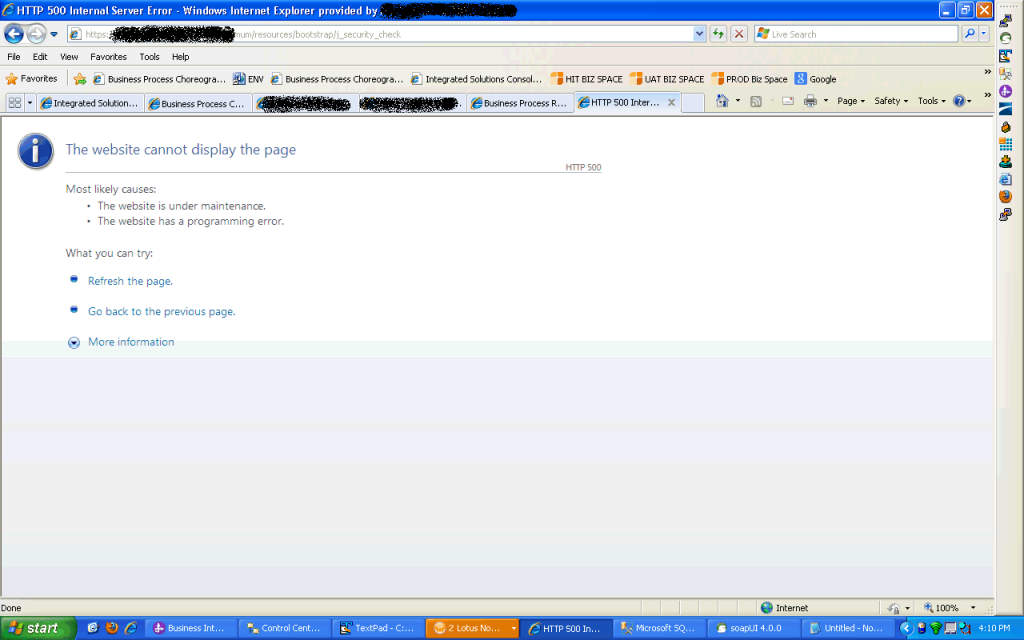 HTTP 500 Internal Server Error - Windows Internet Explorer provided by
https: mum/resources/bootstrap/j_security_check
Live Search
File Edit View Favorites Tools Help
Favorites Business Process Choreogra... ENV Business Process Choreogra... Integrated Solutions Consol... HIT BIZ SPACE UAT BIZ SPACE PROD Biz Space Google »
Integrated Solution... Business Process C... Business Process R... HTTP 500 Inter... X Page Safety Tools »
The website cannot display the page
HTTP 500
Most likely causes:
• The website is under maintenance.
• The website has a programming error.
What you can try:
Refresh the page.
Go back to the previous page.
More information
Done Internet 100%
start Business Int... Control Cent... TextPad - C:... 2 Lotus No... HTTP 500 In... Microsoft SQ... soapUI 4.0.0 Untitled - No... 4:10 PM